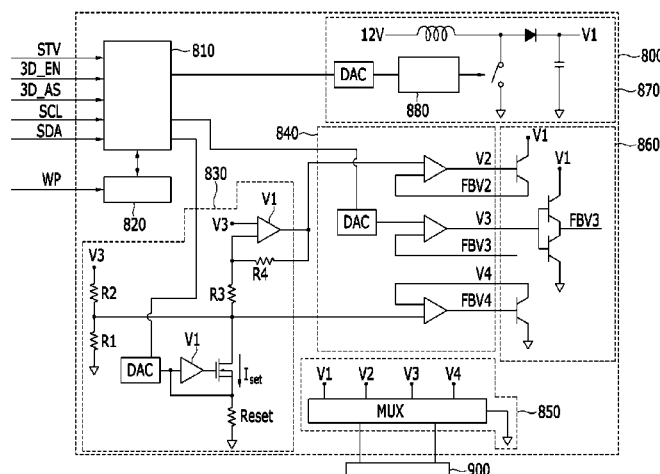 STV
3D_EN
3D_AS
SCL
SDA
WP
810
820
12V
V1
DAC
880
800
870
840
860
830
V1
V3
R4
R3
V3
R2
R1
DAC
V1
Iset
Reset
DAC
V2
FBV2
V3
FBV3
V4
FBV4
V1
V1
FBV3
V1 V2 V3 V4
MUX
850
900